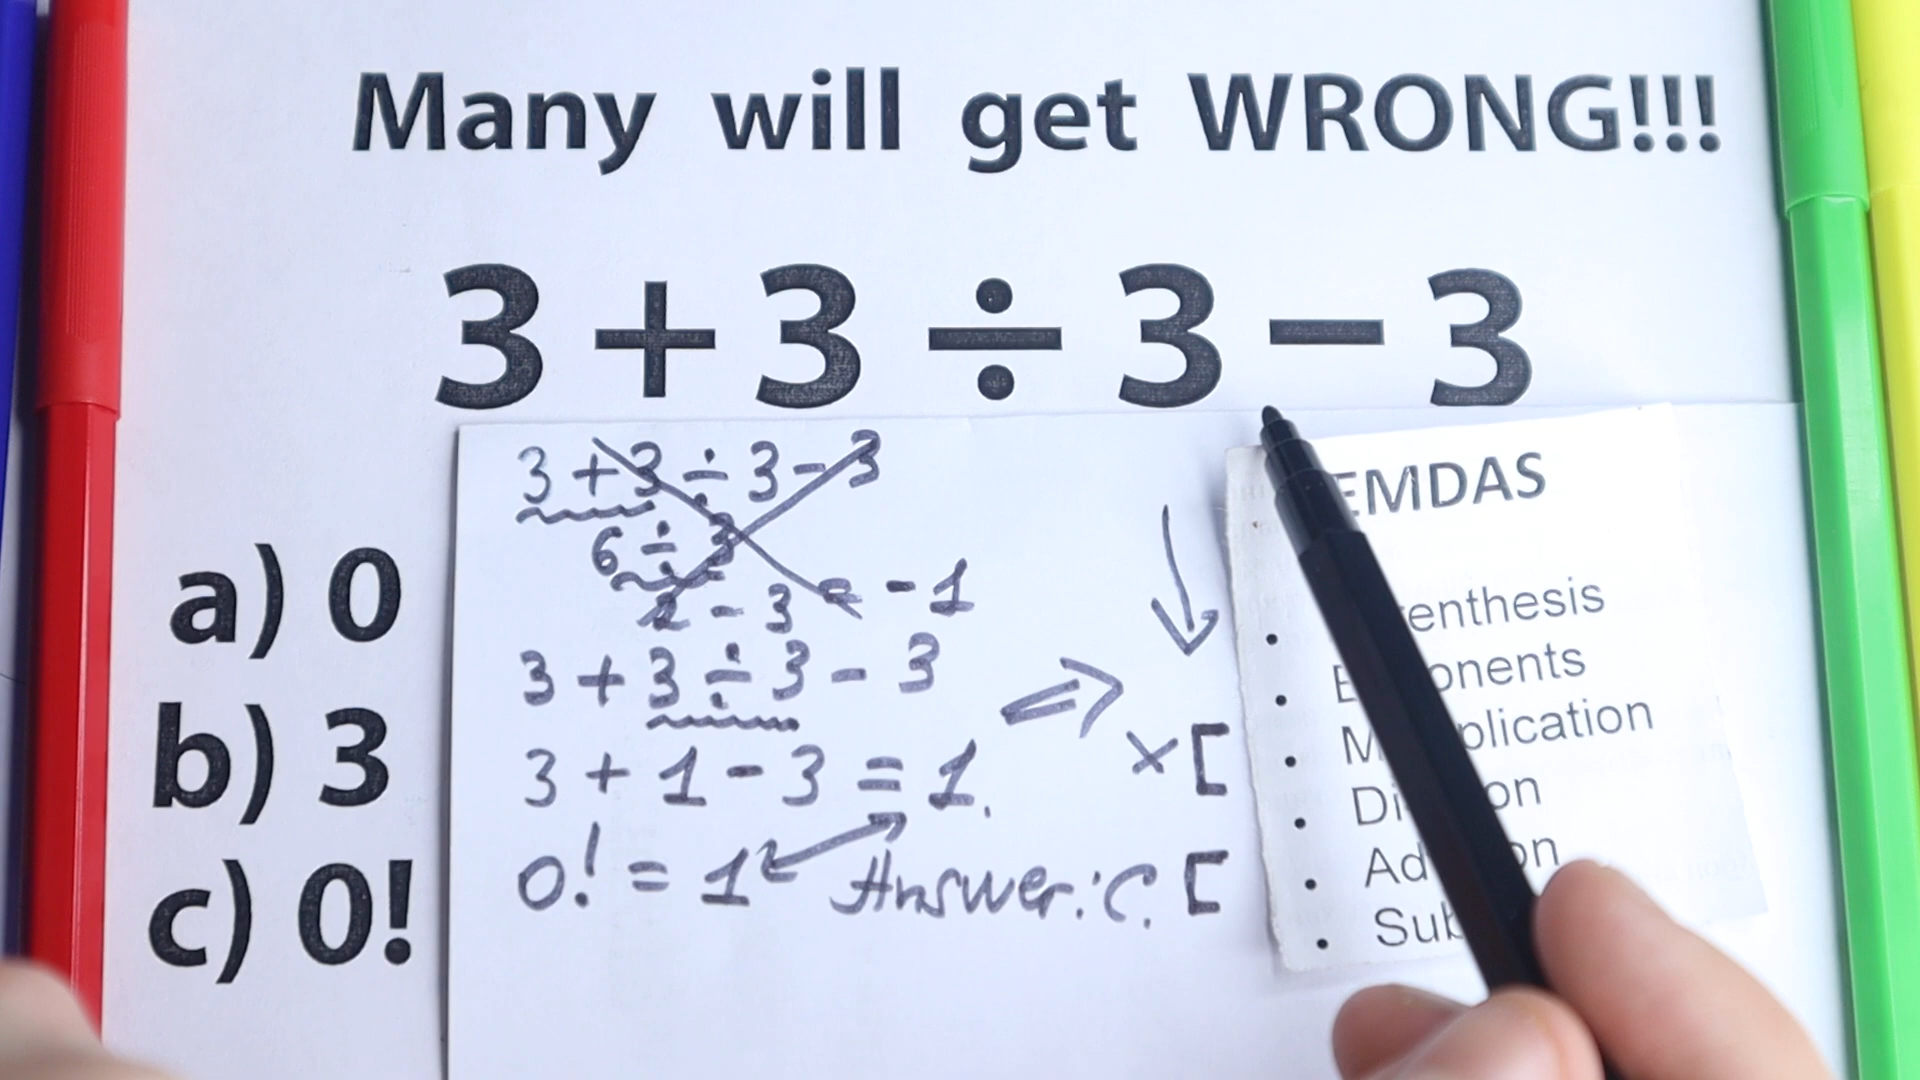 Many will get WRONG!!!
3 + 3 ÷ 3 − 3
a) 0
b) 3
c) 0!
3 + 3 ÷ 3 - 3
6 ÷ 3
2 - 3 = -1
3 + 3 ÷ 3 - 3
3 + 1 - 3 = 1.
0! = 1
Answer: C.
× [
[
EMDAS
• enthesis
• E onents
• M plication
• Di on
• Ad on
• Sub